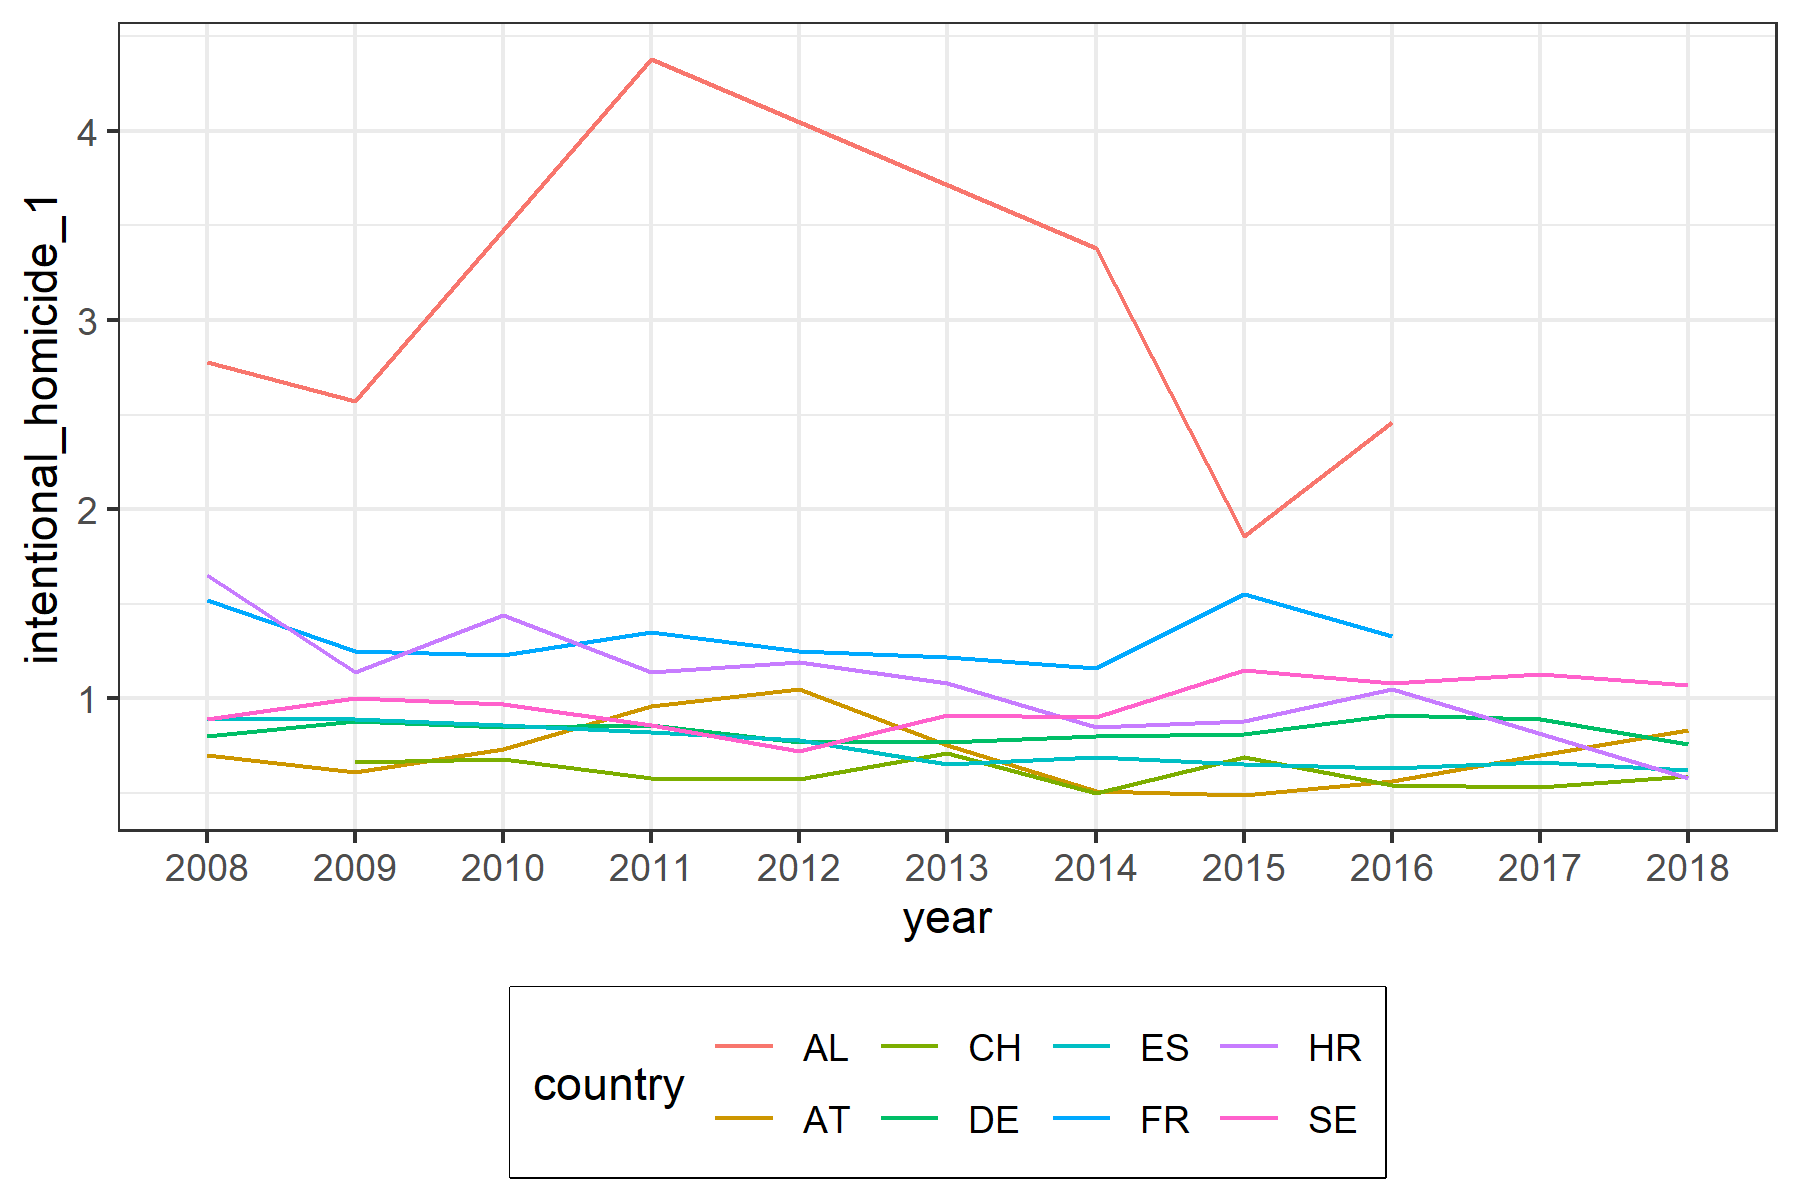 intentional_homicide_1
4
3
2
1
2008 2009 2010 2011 2012 2013 2014 2015 2016 2017 2018
year
country
AL CH ES HR
AT DE FR SE